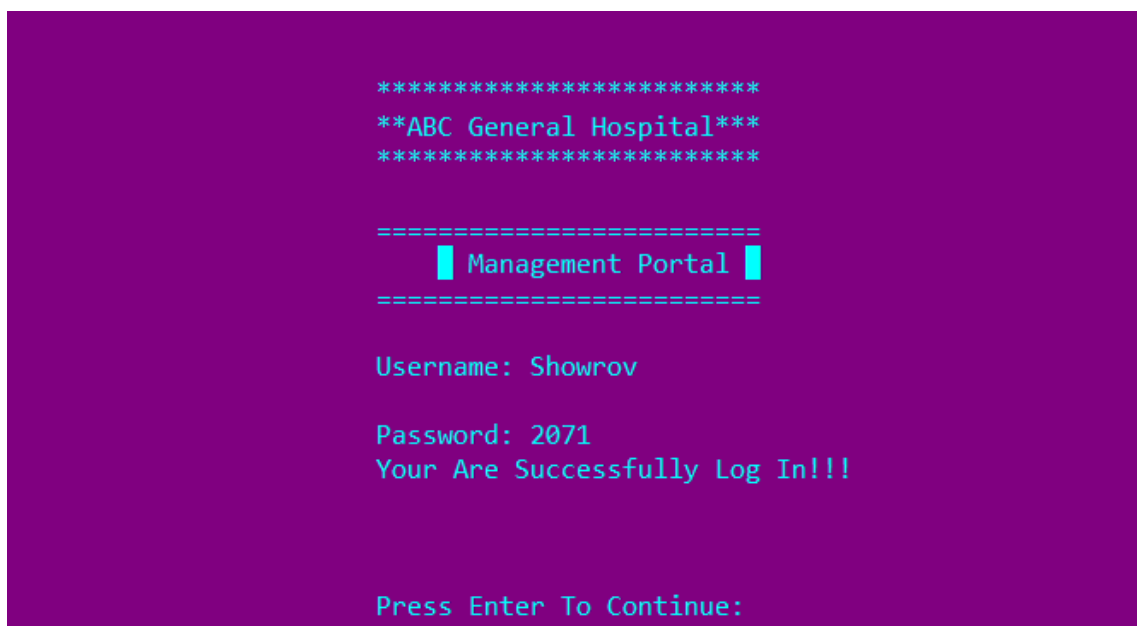 *************************
**ABC General Hospital***
*************************
=========================
█ Management Portal █
=========================
Username: Showrov
Password: 2071
Your Are Successfully Log In!!!
Press Enter To Continue: